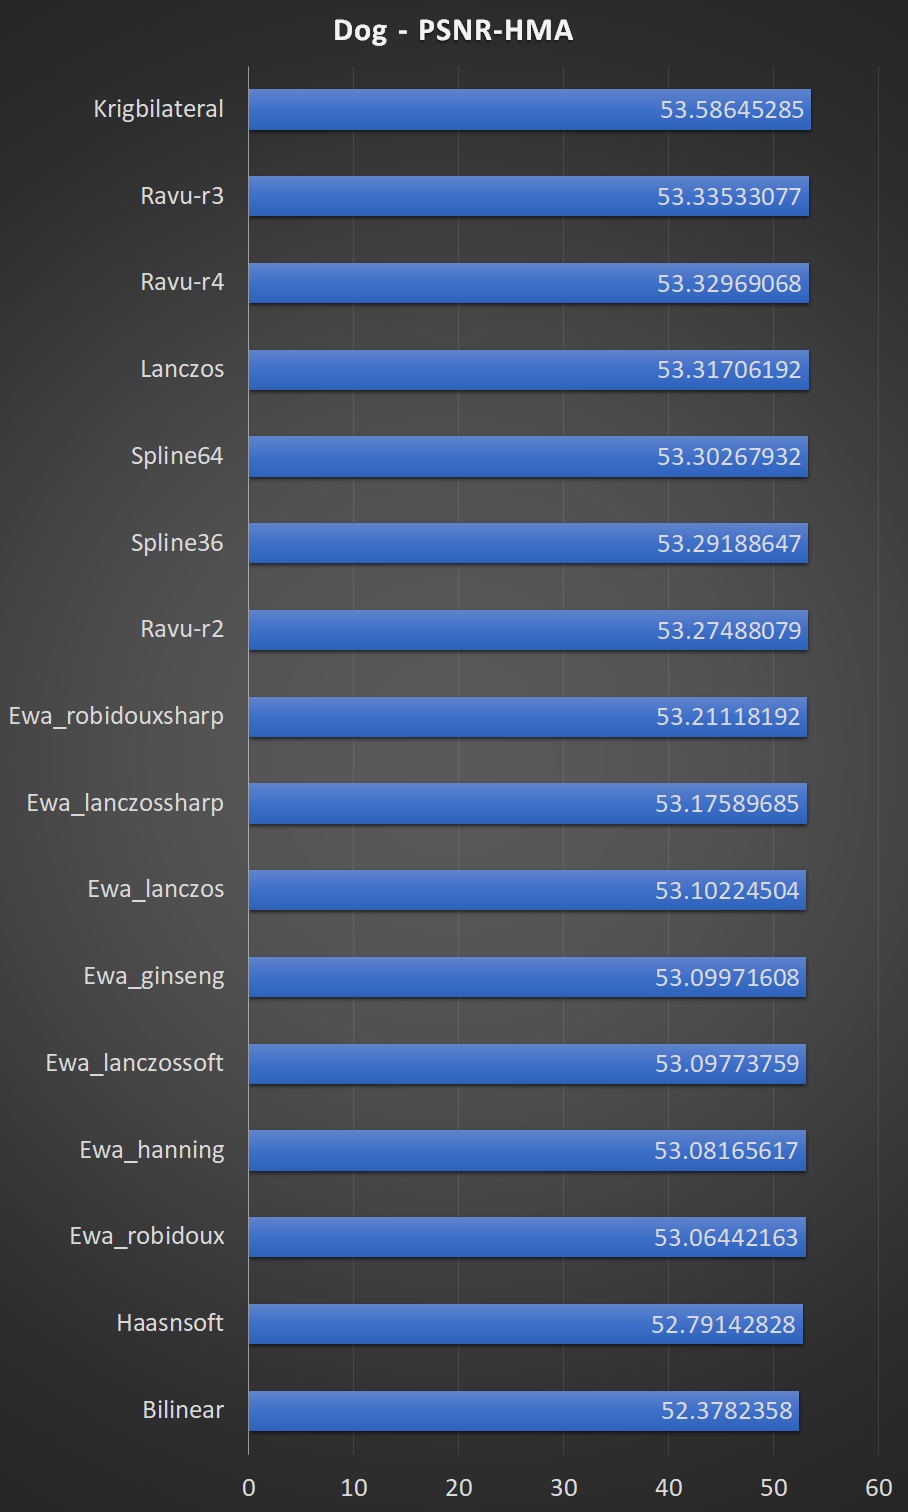 Dog - PSNR-HMA
Krigbilateral 53.58645285
Ravu-r3 53.33533077
Ravu-r4 53.32969068
Lanczos 53.31706192
Spline64 53.30267932
Spline36 53.29188647
Ravu-r2 53.27488079
Ewa_robidouxsharp 53.21118192
Ewa_lanczossharp 53.17589685
Ewa_lanczos 53.10224504
Ewa_ginseng 53.09971608
Ewa_lanczossoft 53.09773759
Ewa_hanning 53.08165617
Ewa_robidoux 53.06442163
Haasnsoft 52.79142828
Bilinear 52.3782358
0 10 20 30 40 50 60